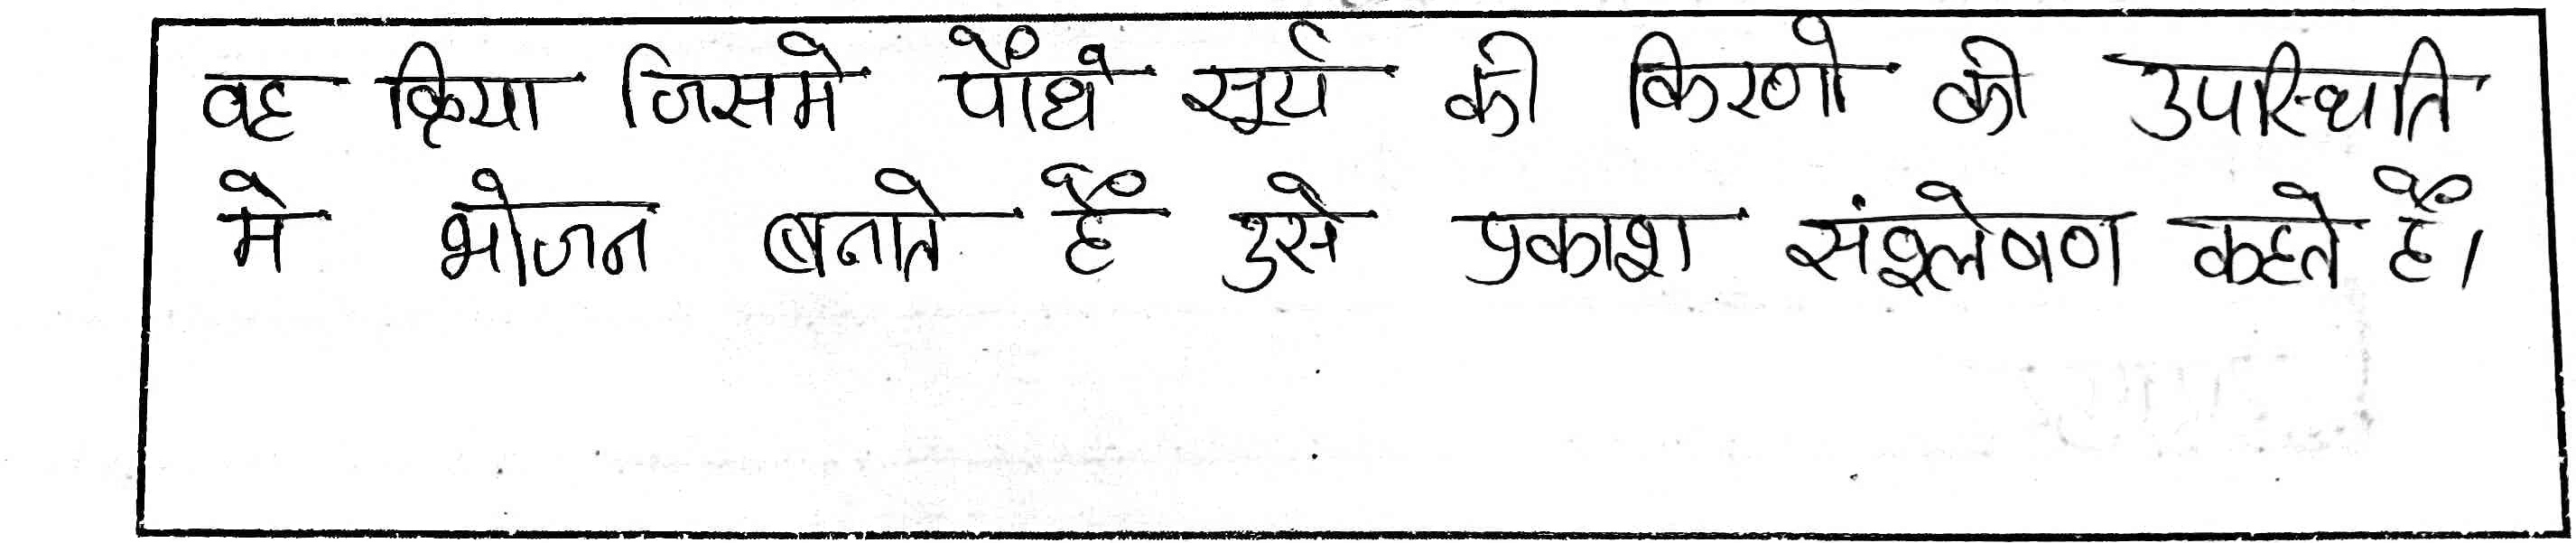 वह क्रिया जिसमे पौंधे सूर्य की किरणो की उपस्थिति
मे भोजन बनाते हैं उसे प्रकाश संश्लेषण कहते हैं।